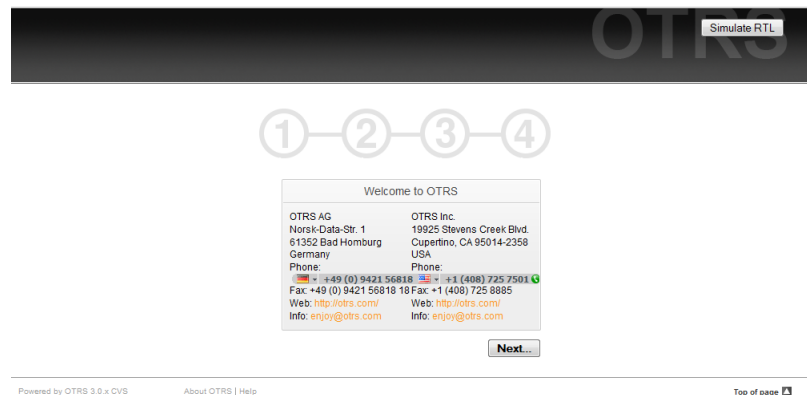 OTRS
Simulate RTL
1 2 3 4
Welcome to OTRS
OTRS AG
Norsk-Data-Str. 1
61352 Bad Homburg
Germany
Phone:
+49 (0) 9421 56818
Fax: +49 (0) 9421 56818 18
Web: http://otrs.com/
Info: enjoy@otrs.com
OTRS Inc.
19925 Stevens Creek Blvd.
Cupertino, CA 95014-2358
USA
Phone:
+1 (408) 725 7501
Fax: +1 (408) 725 8885
Web: http://otrs.com/
Info: enjoy@otrs.com
Next...
Powered by OTRS 3.0.x CVS
About OTRS | Help
Top of page